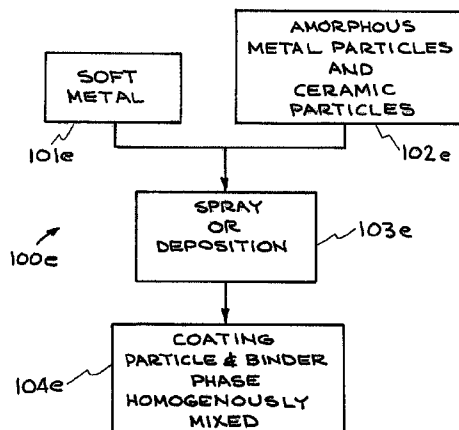 SOFT
METAL
101e
AMORPHOUS
METAL PARTICLES
AND
CERAMIC
PARTICLES
102e
SPRAY
OR
DEPOSITION
103e
100e
COATING
PARTICLE & BINDER
PHASE
HOMOGENOUSLY
MIXED
104e